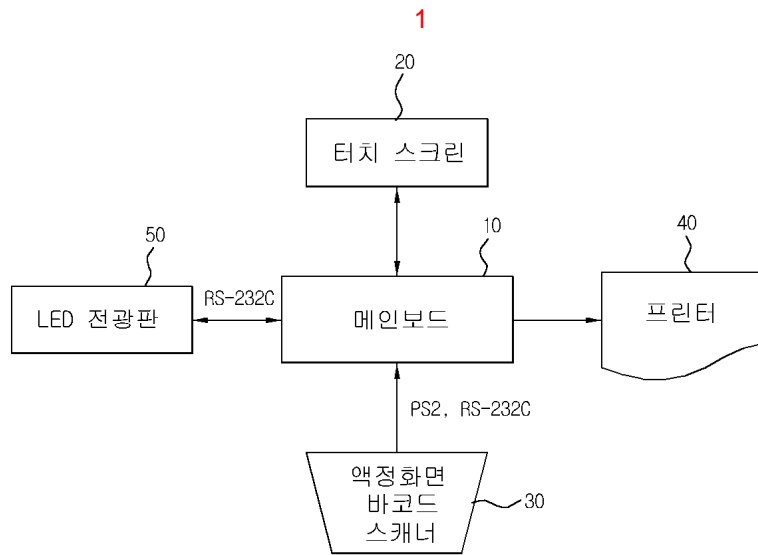 1
20
터치 스크린
10
메인보드
50
LED 전광판
RS-232C
40
프린터
PS2, RS-232C
액정화면
바코드
스캐너
30